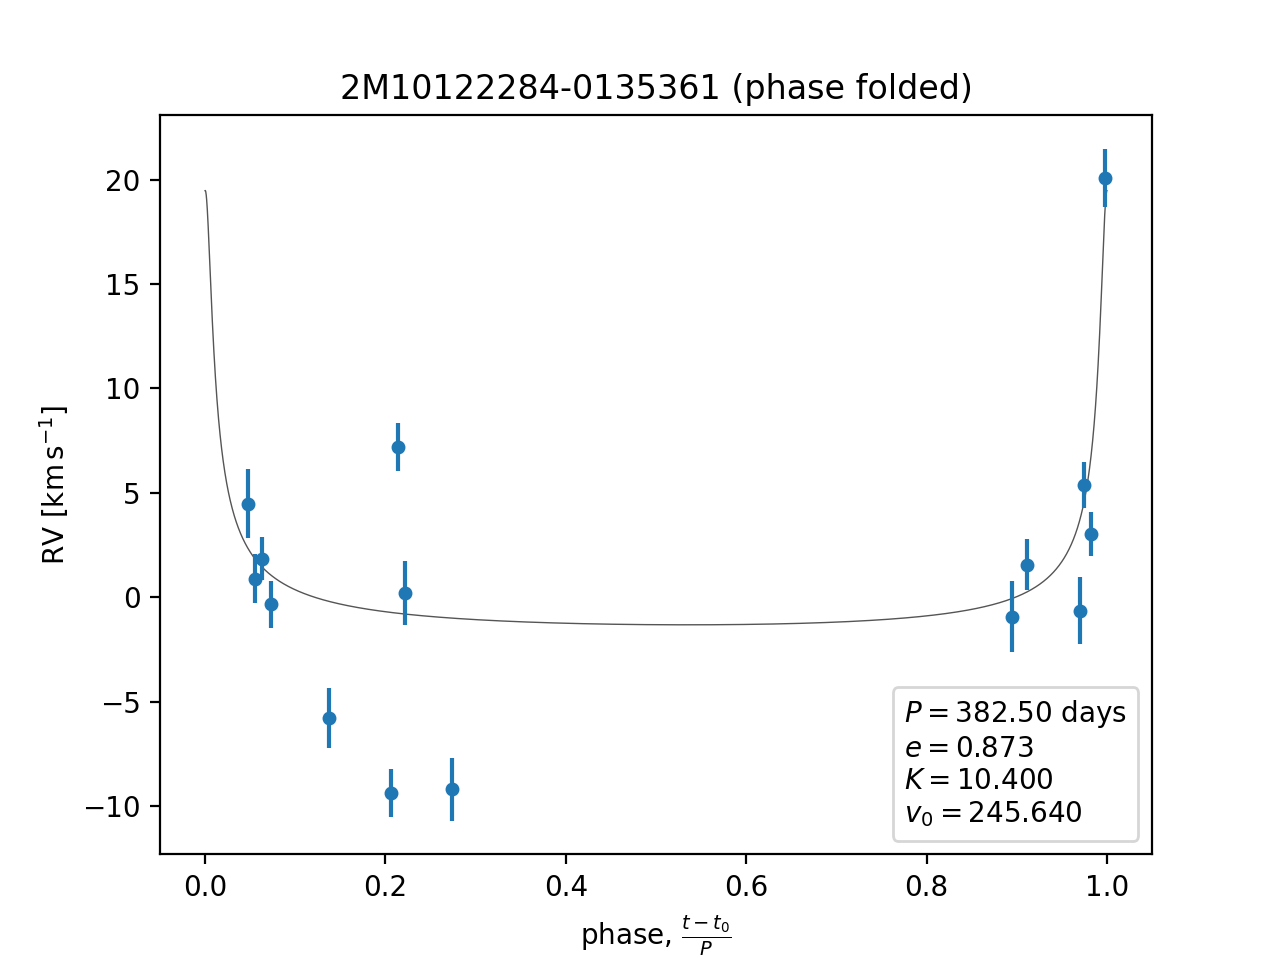 2M10122284-0135361 (phase folded)
RV [km s⁻¹]
20
15
10
5
0
−5
−10
P = 382.50 days
e = 0.873
K = 10.400
v₀ = 245.640
0.0 0.2 0.4 0.6 0.8 1.0
phase, (t − t₀)/P